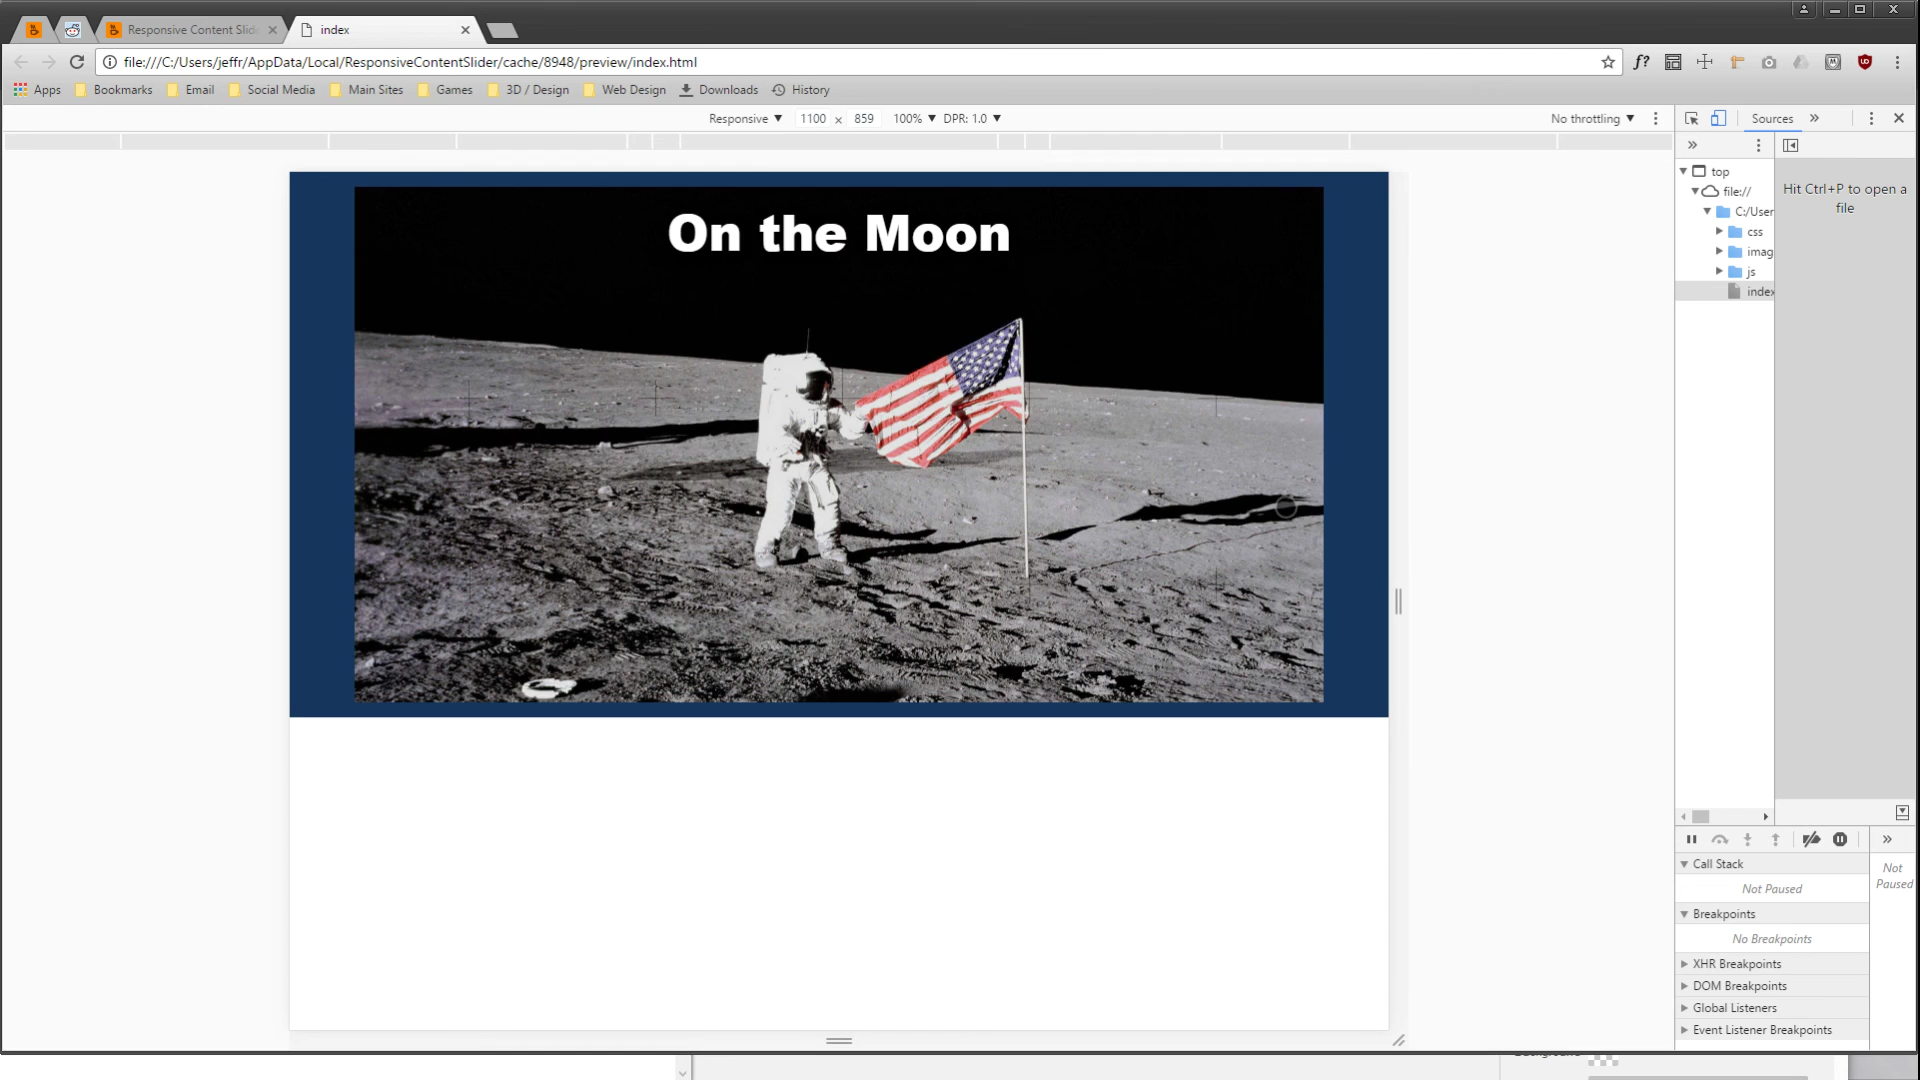 Responsive Content Slid
index
file:///C:/Users/jeffr/AppData/Local/ResponsiveContentSlider/cache/8948/preview/index.html
f?
Apps Bookmarks Email Social Media Main Sites Games 3D / Design Web Design Downloads History
Responsive 1100 x 859 100% DPR: 1.0 No throttling
Sources
top
file://
C:/User
css
imag
js
index
Hit Ctrl+P to open a
file
On the Moon
Call Stack
Not Paused
Not
Paused
Breakpoints
No Breakpoints
XHR Breakpoints
DOM Breakpoints
Global Listeners
Event Listener Breakpoints